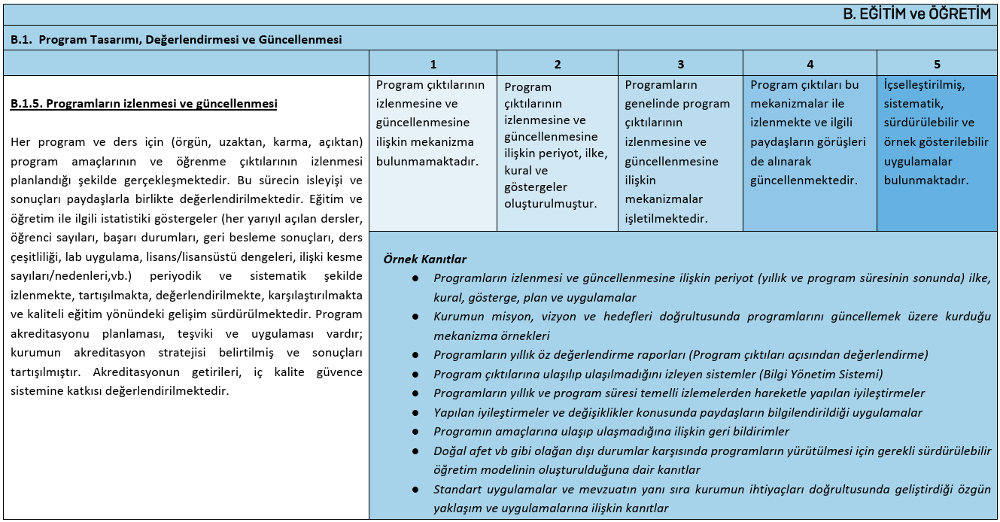 B. EĞİTİM ve ÖĞRETİM
B.1. Program Tasarımı, Değerlendirmesi ve Güncellenmesi
1
2
3
4
5
B.1.5. Programların izlenmesi ve güncellenmesi
Her program ve ders için (örgün, uzaktan, karma, açıktan)
program amaçlarının ve öğrenme çıktılarının izlenmesi
planlandığı şekilde gerçekleşmektedir. Bu sürecin isleyişi ve
sonuçları paydaşlarla birlikte değerlendirilmektedir. Eğitim ve
öğretim ile ilgili istatistiki göstergeler (her yarıyıl açılan dersler,
öğrenci sayıları, başarı durumları, geri besleme sonuçları, ders
çeşitliliği, lab uygulama, lisans/lisansüstü dengeleri, ilişki kesme
sayıları/nedenleri,vb.) periyodik ve sistematik şekilde
izlenmekte, tartışılmakta, değerlendirilmekte, karşılaştırılmakta
ve kaliteli eğitim yönündeki gelişim sürdürülmektedir. Program
akreditasyonu planlaması, teşviki ve uygulaması vardır;
kurumun akreditasyon stratejisi belirtilmiş ve sonuçları
tartışılmıştır. Akreditasyonun getirileri, iç kalite güvence
sistemine katkısı değerlendirilmektedir.
Program çıktılarının
izlenmesine ve
güncellenmesine
ilişkin mekanizma
bulunmamaktadır.
Program
çıktılarının
izlenmesine ve
güncellenmesine
ilişkin periyot, ilke,
kural ve
göstergeler
oluşturulmuştur.
Programların
genelinde program
çıktılarının
izlenmesine ve
güncellenmesine
ilişkin
mekanizmalar
işletilmektedir.
Program çıktıları bu
mekanizmalar ile
izlenmekte ve ilgili
paydaşların görüşleri
de alınarak
güncellenmektedir.
İçselleştirilmiş,
sistematik,
sürdürülebilir ve
örnek gösterilebilir
uygulamalar
bulunmaktadır.
Örnek Kanıtlar
● Programların izlenmesi ve güncellenmesine ilişkin periyot (yıllık ve program süresinin sonunda) ilke,
kural, gösterge, plan ve uygulamalar
● Kurumun misyon, vizyon ve hedefleri doğrultusunda programlarını güncellemek üzere kurduğu
mekanizma örnekleri
● Programların yıllık öz değerlendirme raporları (Program çıktıları açısından değerlendirme)
● Program çıktılarına ulaşılıp ulaşılmadığını izleyen sistemler (Bilgi Yönetim Sistemi)
● Programların yıllık ve program süresi temelli izlemelerden hareketle yapılan iyileştirmeler
● Yapılan iyileştirmeler ve değişiklikler konusunda paydaşların bilgilendirildiği uygulamalar
● Programın amaçlarına ulaşıp ulaşmadığına ilişkin geri bildirimler
● Doğal afet vb gibi olağan dışı durumlar karşısında programların yürütülmesi için gerekli sürdürülebilir
öğretim modelinin oluşturulduğuna dair kanıtlar
● Standart uygulamalar ve mevzuatın yanı sıra kurumun ihtiyaçları doğrultusunda geliştirdiği özgün
yaklaşım ve uygulamalarına ilişkin kanıtlar